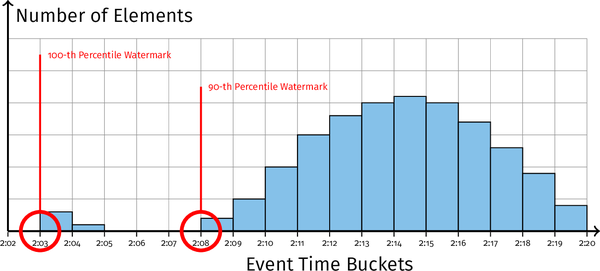 Number of Elements
100-th Percentile Watermark
90-th Percentile Watermark
2:02 2:03 2:04 2:05 2:06 2:07 2:08 2:09 2:10 2:11 2:12 2:13 2:14 2:15 2:16 2:17 2:18 2:19 2:20
Event Time Buckets